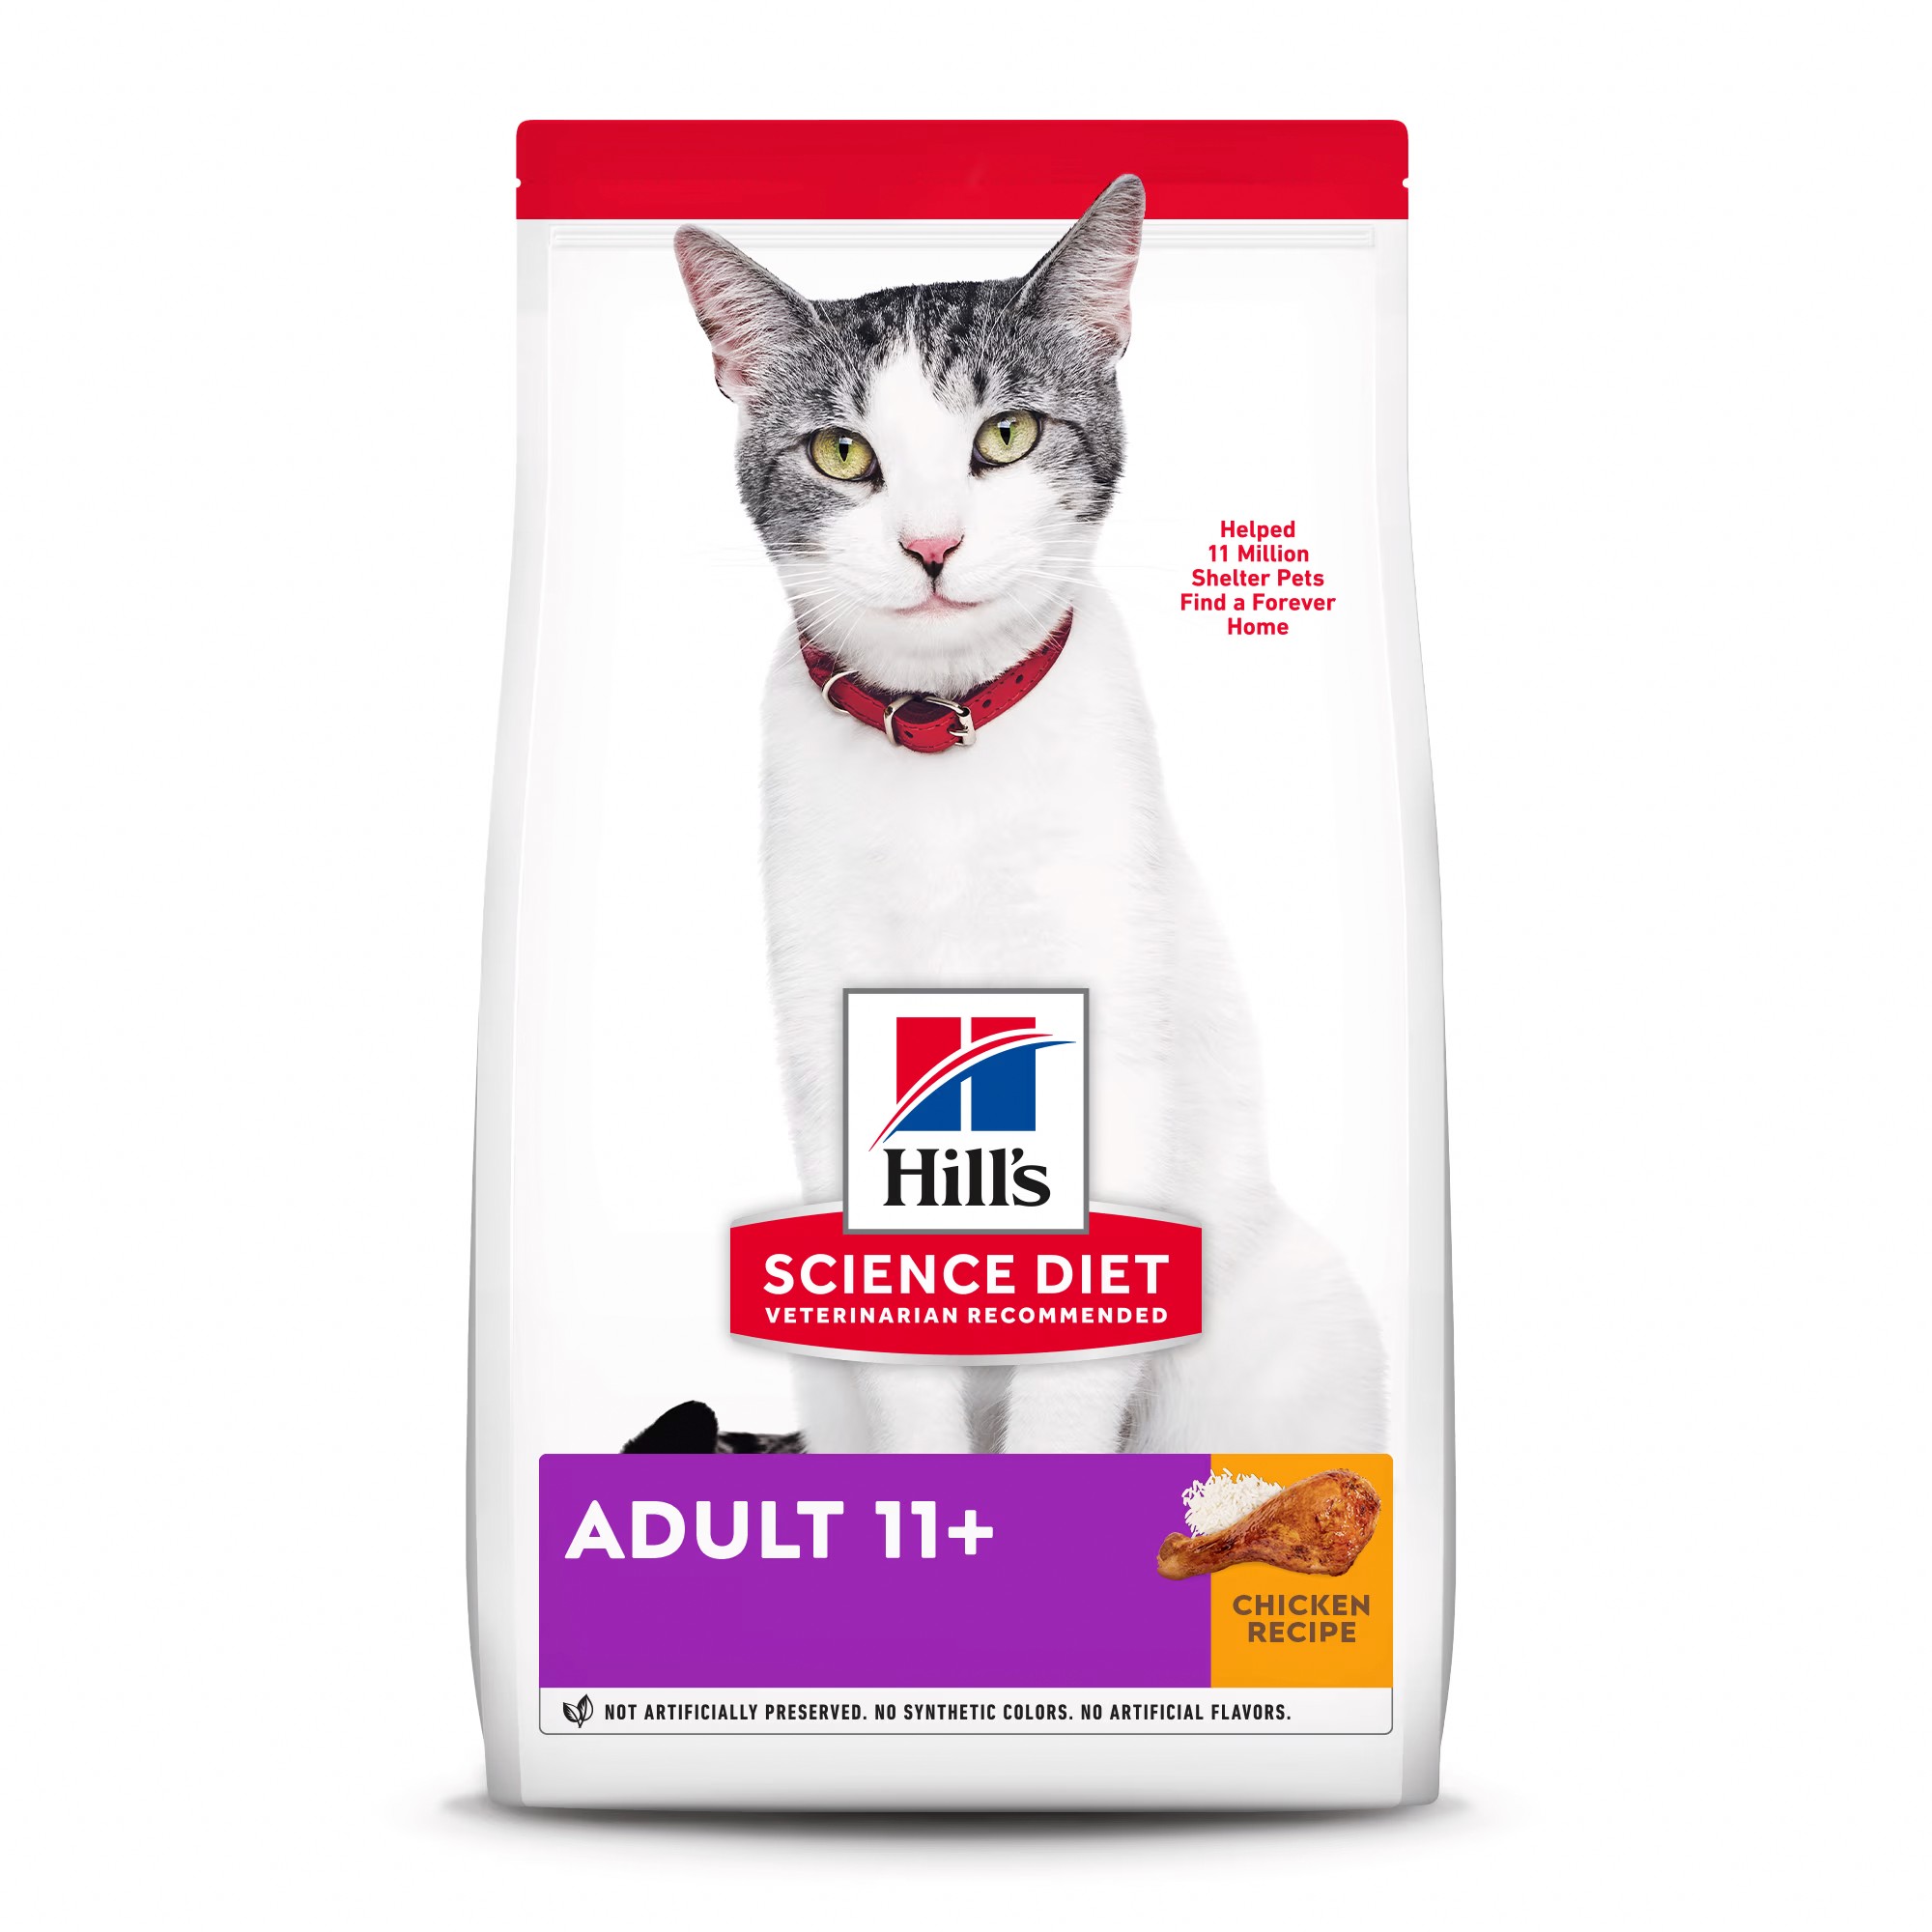 Helped
11 Million
Shelter Pets
Find a Forever
Home
Hill's
SCIENCE DIET
VETERINARIAN RECOMMENDED
ADULT 11+
CHICKEN
RECIPE
NOT ARTIFICIALLY PRESERVED. NO SYNTHETIC COLORS. NO ARTIFICIAL FLAVORS.